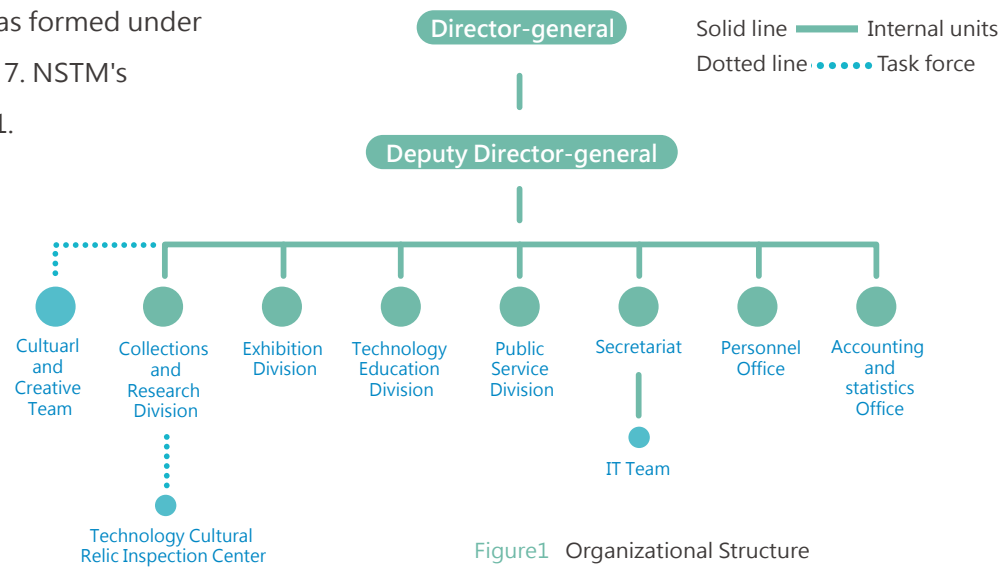 as formed under
7. NSTM's
1.
Director-general
Solid line Internal units
Dotted line Task force
Deputy Director-general
Cultuarl
and
Creative
Team
Collections
and
Research
Division
Exhibition
Division
Technology
Education
Division
Public
Service
Division
Secretariat
Personnel
Office
Accounting
and
statistics
Office
IT Team
Technology Cultural
Relic Inspection Center
Figure1 Organizational Structure